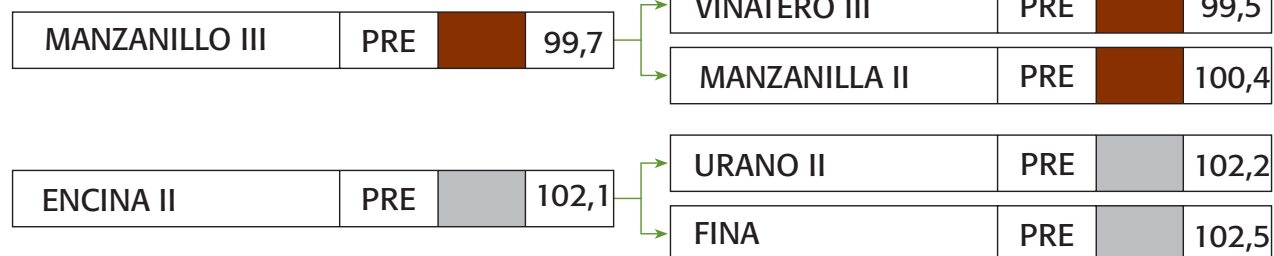 VINATERO III PRE 99,5
MANZANILLO III PRE 99,7
MANZANILLA II PRE 100,4
URANO II PRE 102,2
ENCINA II PRE 102,1
FINA PRE 102,5